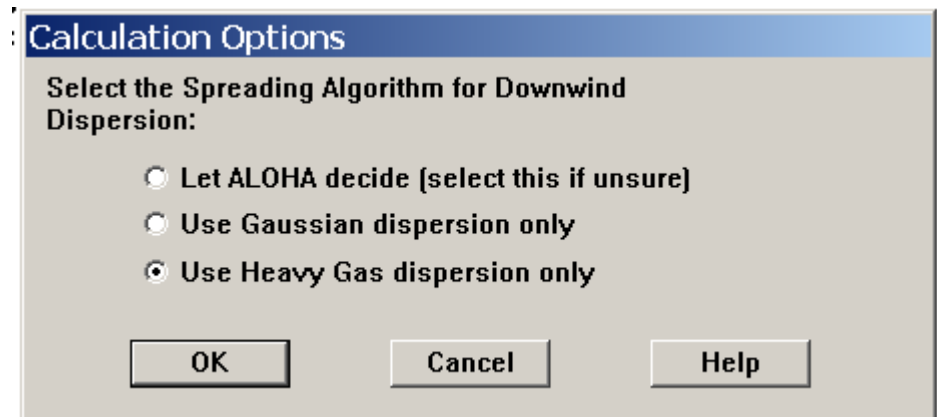 Calculation Options
Select the Spreading Algorithm for Downwind
Dispersion:
Let ALOHA decide (select this if unsure)
Use Gaussian dispersion only
Use Heavy Gas dispersion only
OK Cancel Help